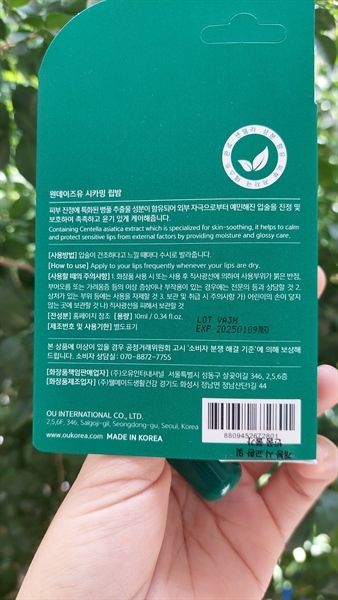 원데이즈유 시카밍 립밤
피부 진정에 특화된 병풀 추출물 성분이 함유되어 외부 자극으로부터 예민해진 입술을 진정 및
보호하여 촉촉하고 윤기 있게 케어해줍니다.
Containing Centella asiatica extract which is specialized for skin-soothing, it helps to calm
and protect sensitive lips from external factors by providing moisture and glossy care.
[사용방법] 입술이 건조하다고 느낄 때마다 수시로 발라줍니다.
[How to use] Apply to your lips frequently whenever your lips are dry.
[사용할 때의 주의사항] 1. 화장품 사용 시 또는 사용 후 직사광선에 의하여 사용부위가 붉은 반점,
부어오름 또는 가려움증 등의 이상 증상이나 부작용이 있는 경우에는 전문의 등과 상담할 것 2.
상처가 있는 부위 등에는 사용을 자제할 것 3. 보관 및 취급 시 주의사항 가) 어린이의 손이 닿지
않는 곳에 보관할 것 나) 직사광선을 피해서 보관할 것
[전성분] 홈페이지 참조 [용량] 10ml / 0.34 fl.oz.
[제조번호 및 사용기한] 별도표기
LOT VA3H
EXP 20250109까지
본 상품에 이상이 있을 경우 공정거래위원회 고시 '소비자 분쟁 해결 기준'에 의해 보상해
드립니다. 소비자 상담실: 070-8872-7755
[화장품책임판매업자] (주)오유인터내셔널 서울특별시 성동구 살곶이길 346, 2,5,6층
[화장품제조업자] (주)웰메이드생활건강 경기도 화성시 정남면 정남산단1길 44
OU INTERNATIONAL CO., LTD.
2,5,6F, 346, Salgoji-gil, Seongdong-gu, Seoul, Korea
www.oukorea.com MADE IN KOREA
8809452672801